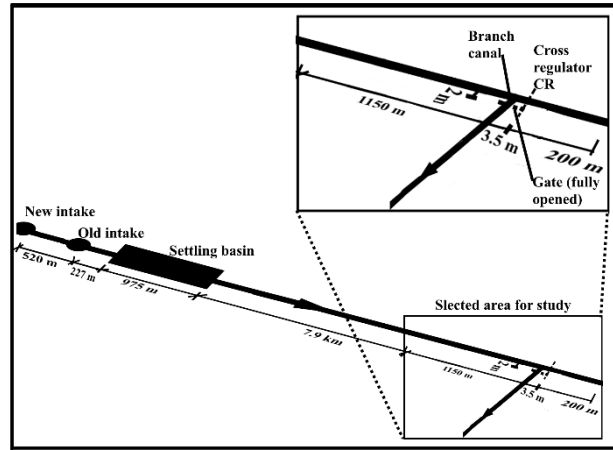 Branch
canal
Cross
regulator
CR
2 m
1150 m
3.5 m
200 m
Gate (fully
opened)
New intake
Old intake
Settling basin
520 m
227 m
975 m
7.9 km
Slected area for study
2 m
1150 m
3.5 m
200 m